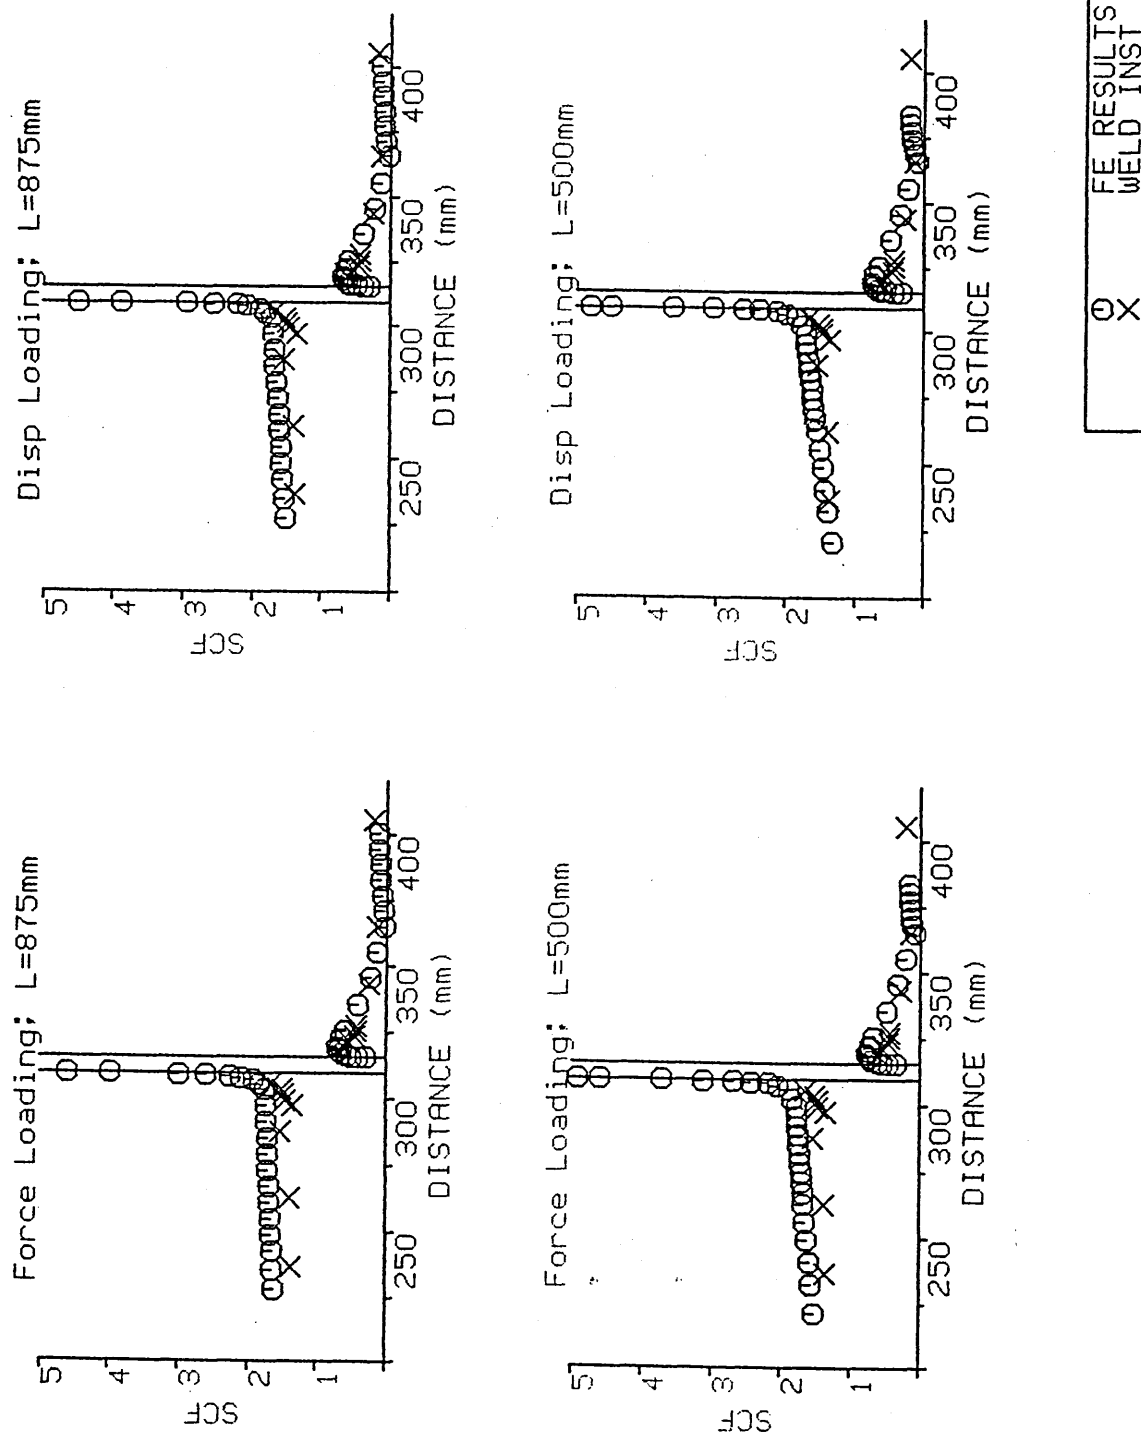 Force Loading; L=875mm
SCF
5
4
3
2
1
250
300
350
400
DISTANCE (mm)
Disp Loading; L=875mm
SCF
5
4
3
2
1
250
300
350
400
DISTANCE (mm)
Force Loading; L=500mm
SCF
5
4
3
2
1
250
300
350
400
DISTANCE (mm)
Disp Loading; L=500mm
SCF
5
4
3
2
1
250
300
350
400
DISTANCE (mm)
FE RESULTS
WELD INST